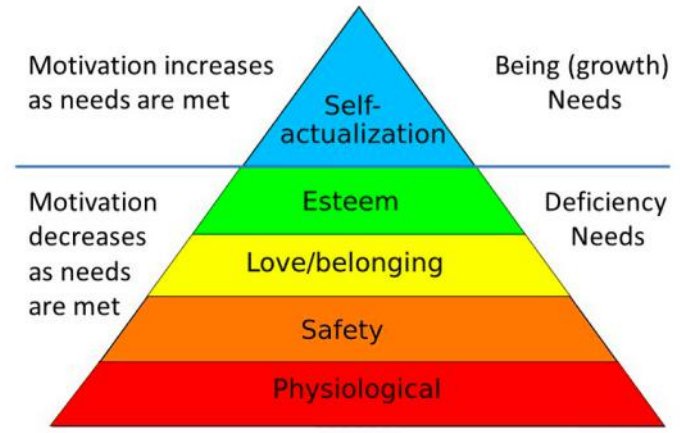 Motivation increases
as needs are met
Being (growth)
Needs
Self-
actualization
Motivation
decreases
as needs
are met
Esteem
Deficiency
Needs
Love/belonging
Safety
Physiological